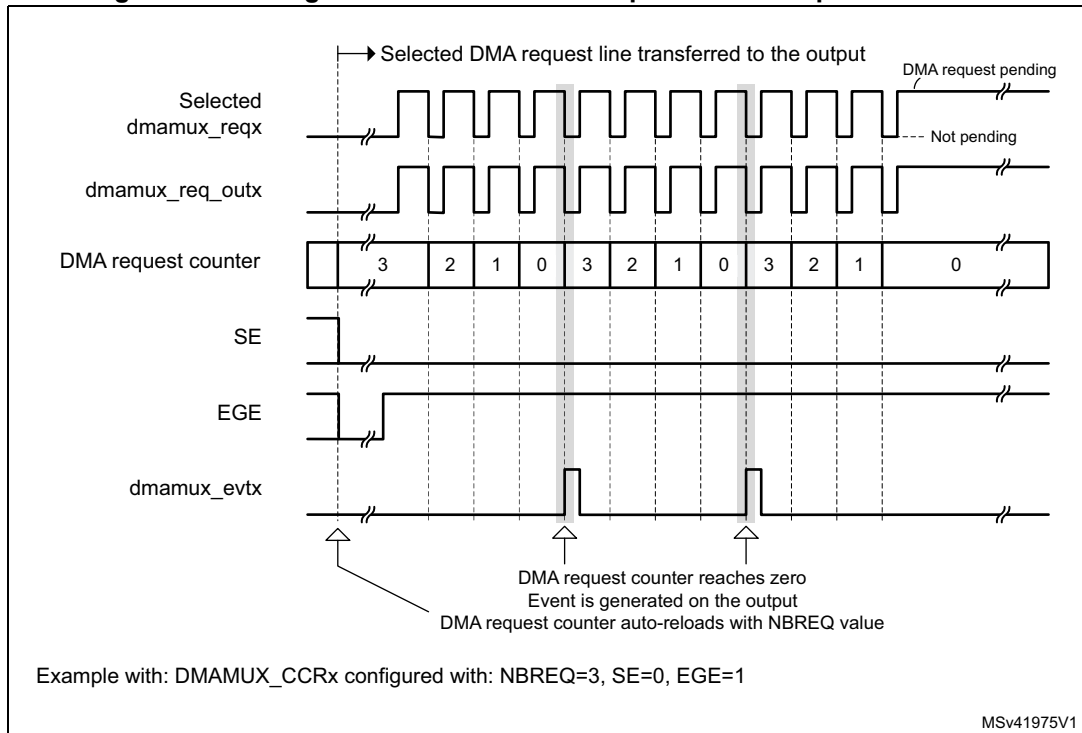 Selected DMA request line transferred to the output
DMA request pending
Selected
dmamux_reqx
Not pending
dmamux_req_outx
DMA request counter
3 2 1 0 3 2 1 0 3 2 1 0
SE
EGE
dmamux_evtx
DMA request counter reaches zero
Event is generated on the output
DMA request counter auto-reloads with NBREQ value
Example with: DMAMUX_CCRx configured with: NBREQ=3, SE=0, EGE=1
MSv41975V1